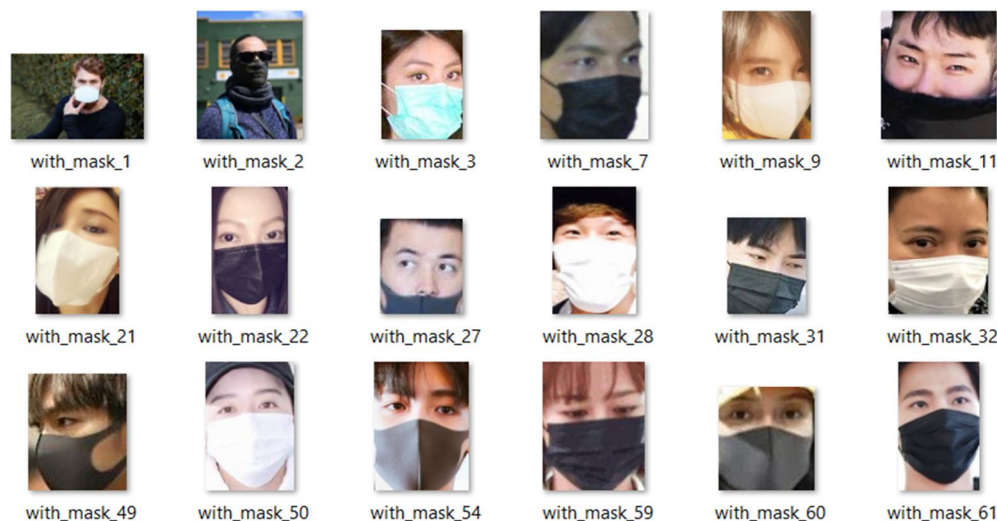 with_mask_1
with_mask_2
with_mask_3
with_mask_7
with_mask_9
with_mask_11
with_mask_21
with_mask_22
with_mask_27
with_mask_28
with_mask_31
with_mask_32
with_mask_49
with_mask_50
with_mask_54
with_mask_59
with_mask_60
with_mask_61